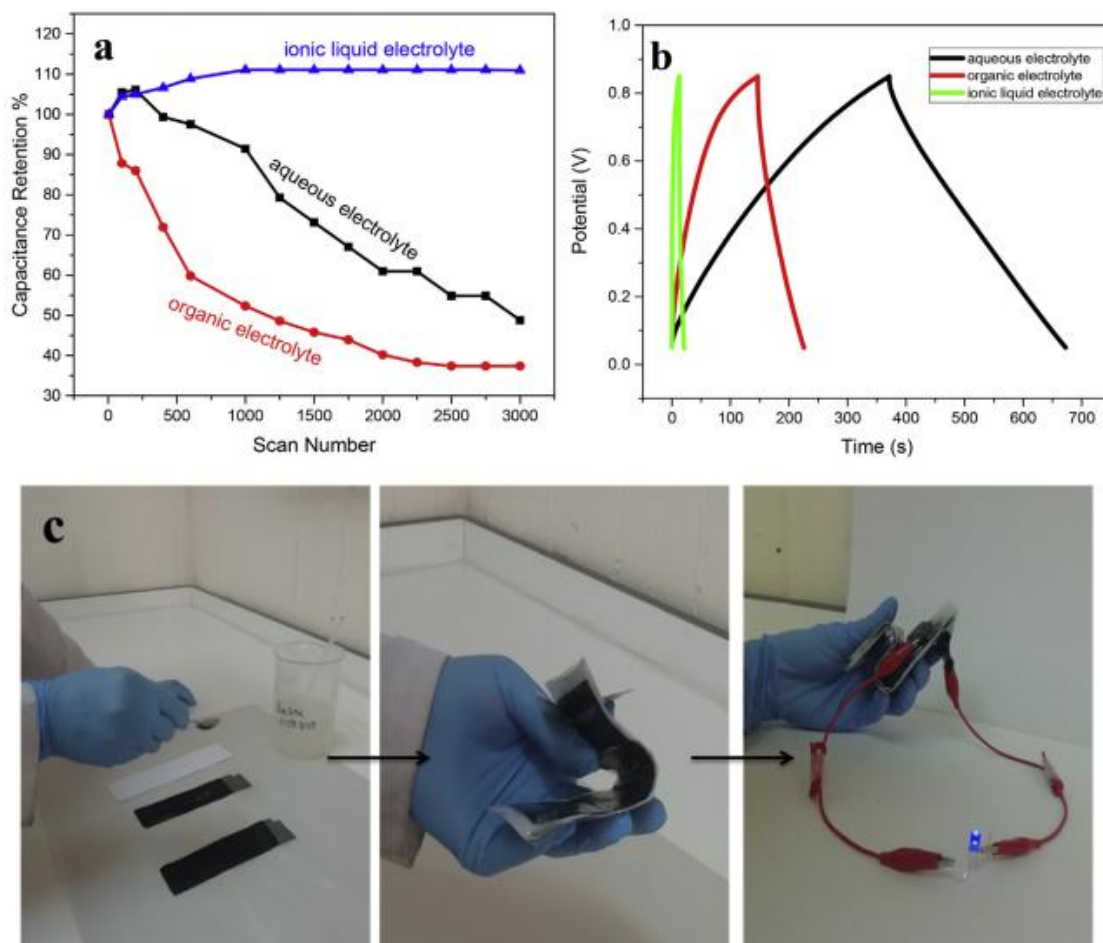 a
ionic liquid electrolyte
aqueous electrolyte
organic electrolyte
Capacitance Retention %
120
110
100
90
80
70
60
50
40
30
0
500
1000
1500
2000
2500
3000
Scan Number
b
aqueous electrolyte
organic electrolyte
ionic liquid electrolyte
Potential (V)
1.0
0.8
0.6
0.4
0.2
0.0
0
100
200
300
400
500
600
700
Time (s)
c